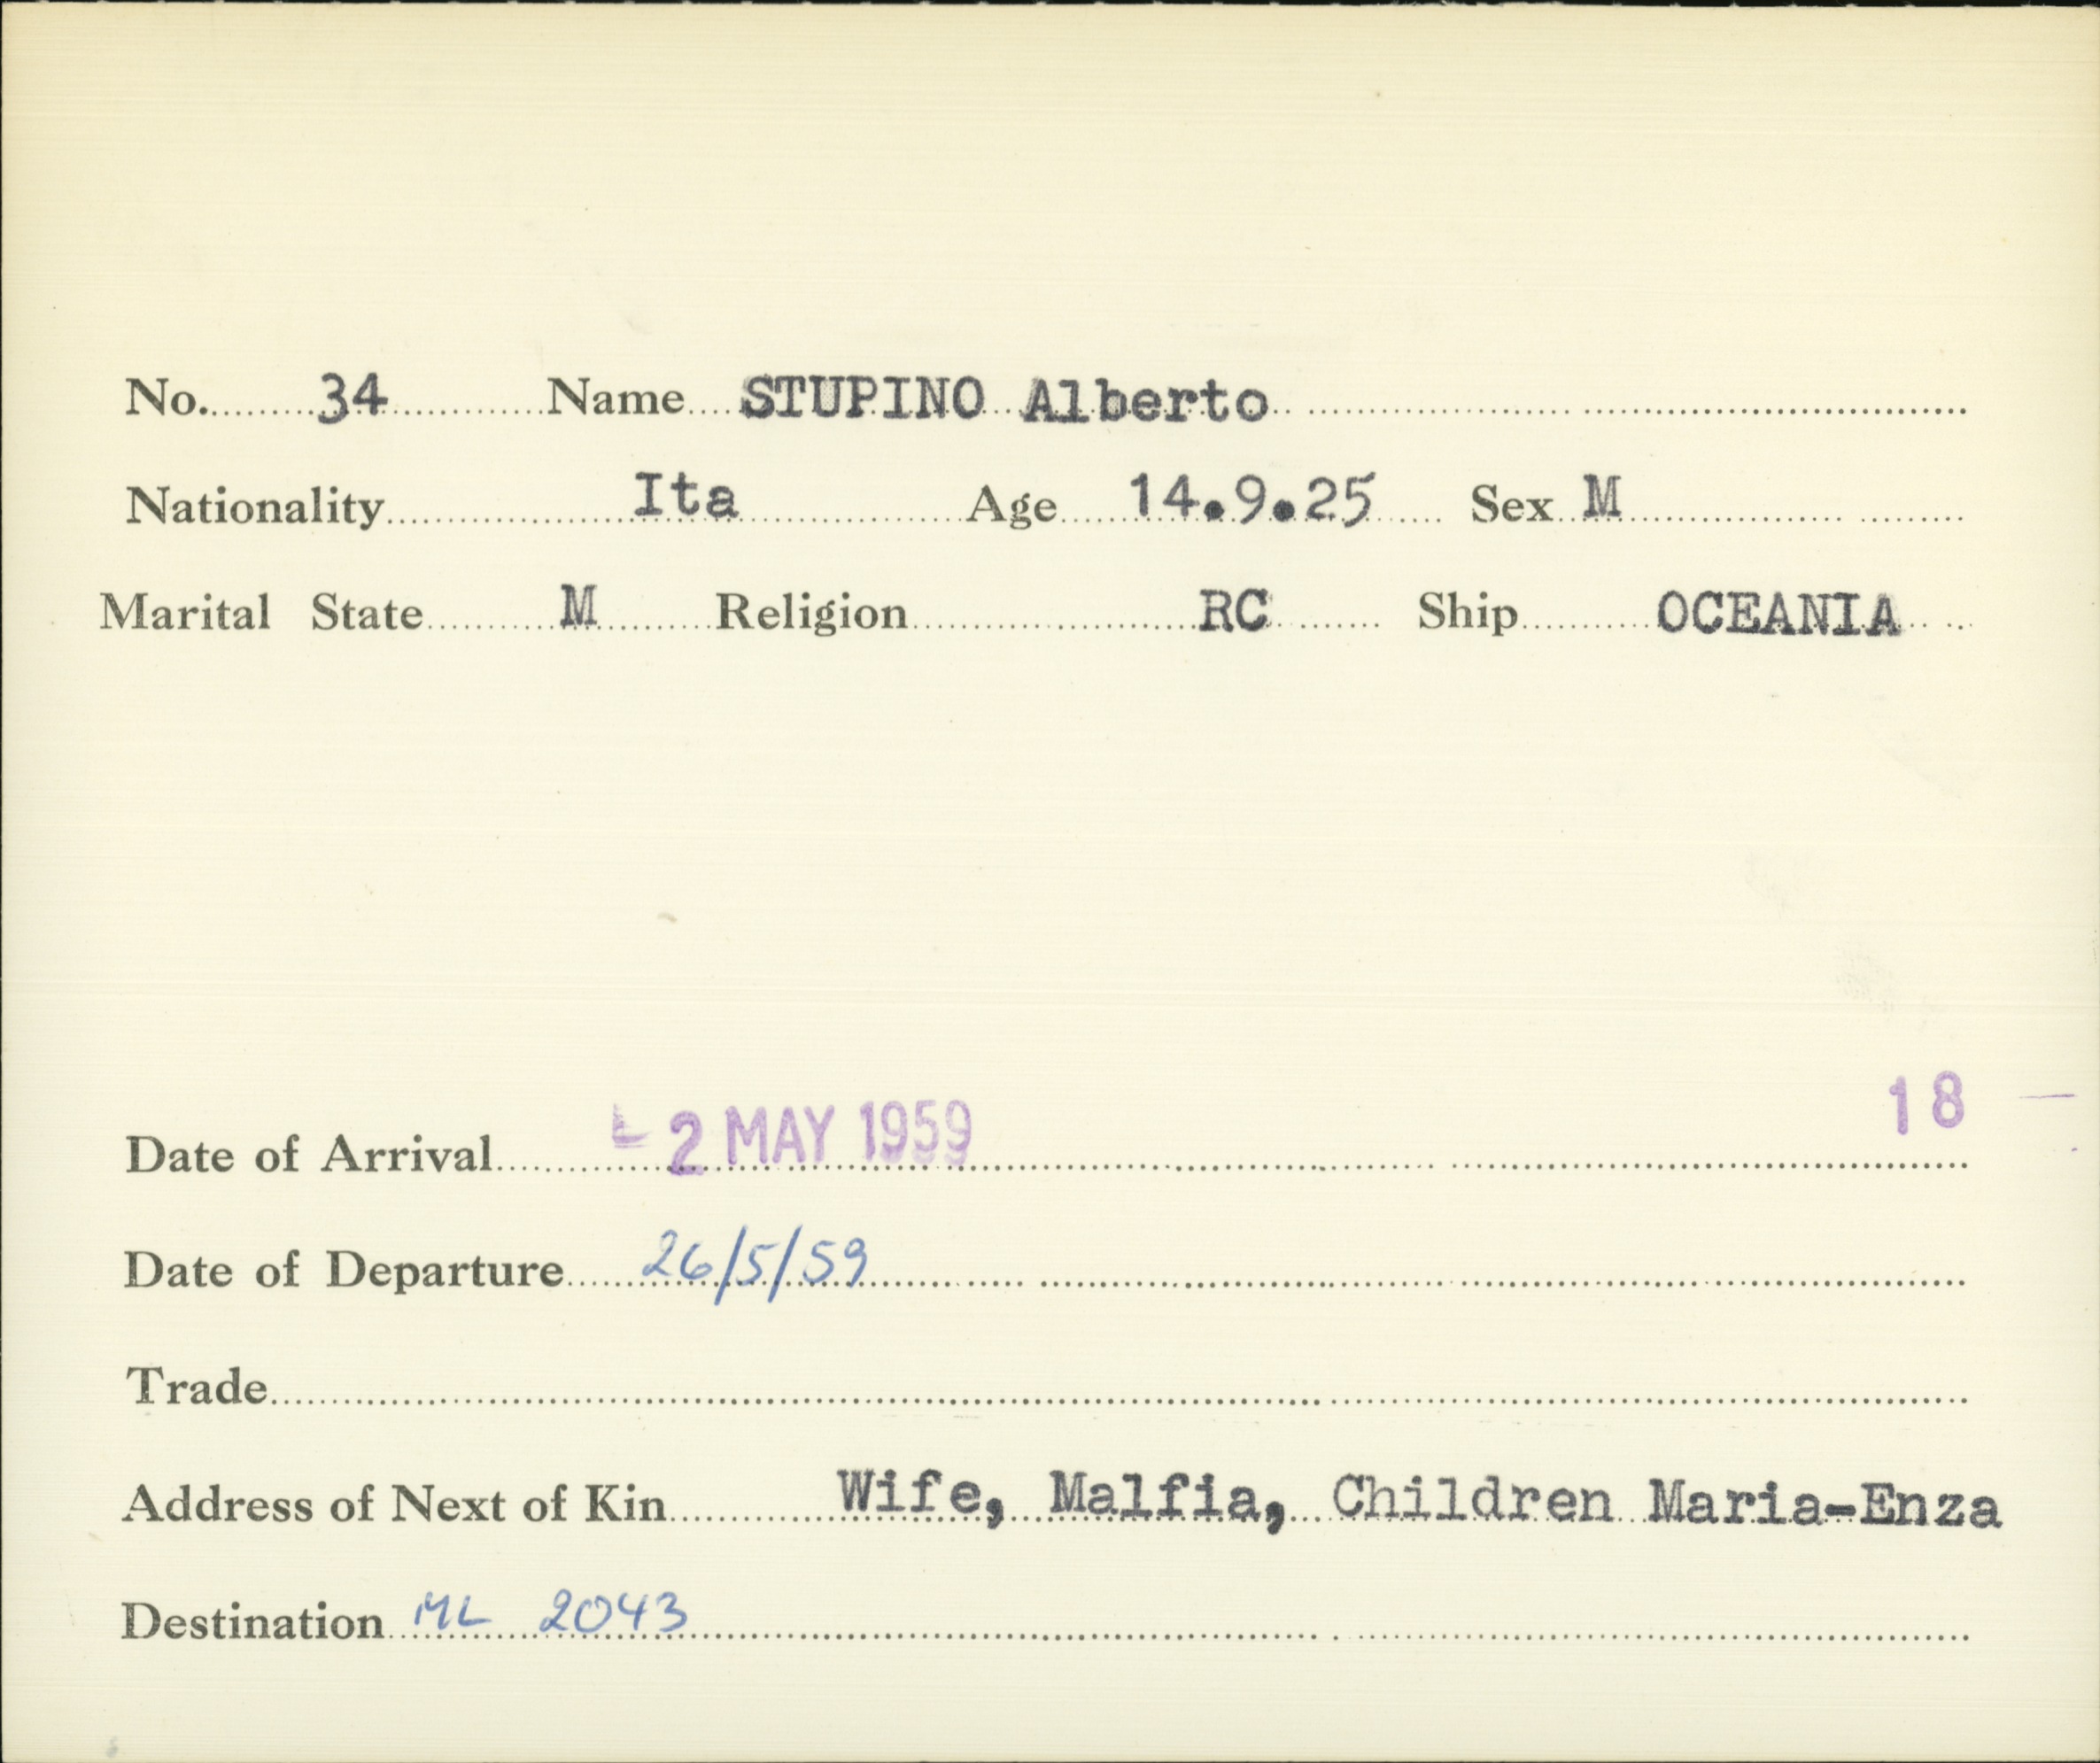 No. 34 Name STUPINO Alberto
Nationality Ita Age 14.9.25 Sex M
Marital State M Religion RC Ship OCEANIA
18
Date of Arrival - 2 MAY 1959
Date of Departure 26/5/59
Trade
Address of Next of Kin Wife, Malfia, Children Maria-Enza
Destination ML 2043